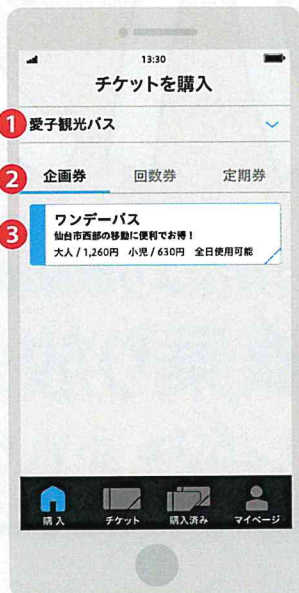 13:30
チケットを購入
1 愛子観光バス
2 企画券 回数券 定期券
3 ワンデーパス
仙台市西部の移動に便利でお得！
大人 / 1,260円 小児 / 630円 全日使用可能
購入 チケット 購入済み マイページ